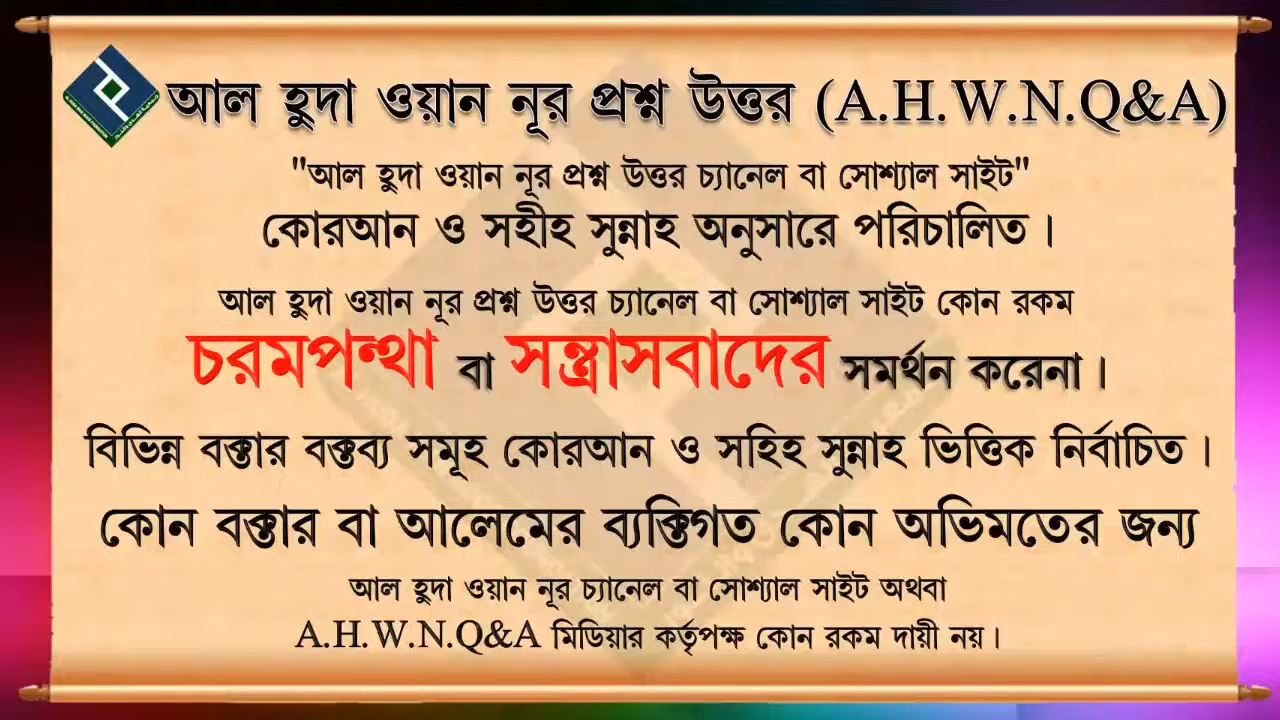 আল হুদা ওয়ান নূর প্রশ্ন উত্তর (A.H.W.N.Q&A)
"আল হুদা ওয়ান নূর প্রশ্ন উত্তর চ্যানেল বা সোশ্যাল সাইট"
কোরআন ও সহীহ সুন্নাহ অনুসারে পরিচালিত।
আল হুদা ওয়ান নূর প্রশ্ন উত্তর চ্যানেল বা সোশ্যাল সাইট কোন রকম
চরমপন্থা বা সন্ত্রাসবাদের সমর্থন করেনা।
বিভিন্ন বক্তার বক্তব্য সমূহ কোরআন ও সহিহ সুন্নাহ ভিত্তিক নির্বাচিত।
কোন বক্তার বা আলেমের ব্যক্তিগত কোন অভিমতের জন্য
আল হুদা ওয়ান নূর চ্যানেল বা সোশ্যাল সাইট অথবা
A.H.W.N.Q&A মিডিয়ার কর্তৃপক্ষ কোন রকম দায়ী নয়।